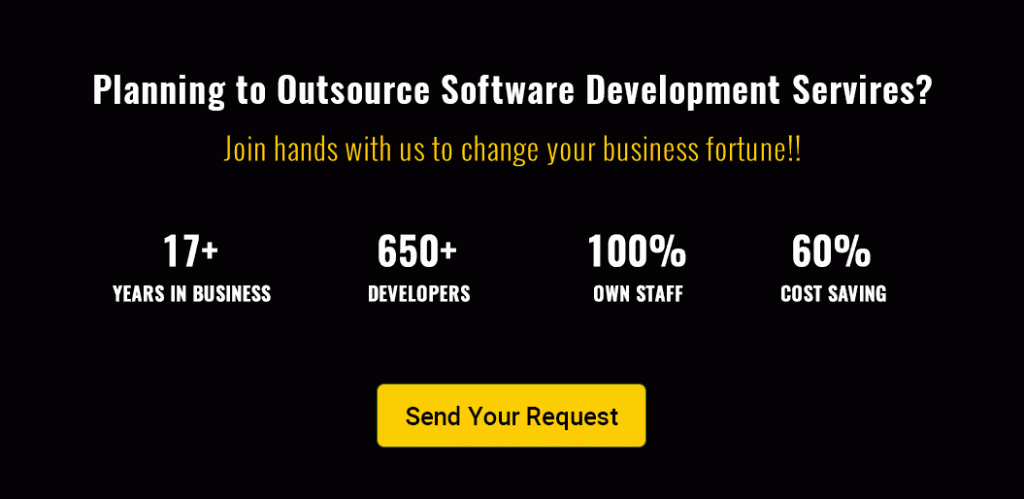 Planning to Outsource Software Development Servires?
Join hands with us to change your business fortune!!
17+ 650+ 100% 60%
YEARS IN BUSINESS DEVELOPERS OWN STAFF COST SAVING
Send Your Request